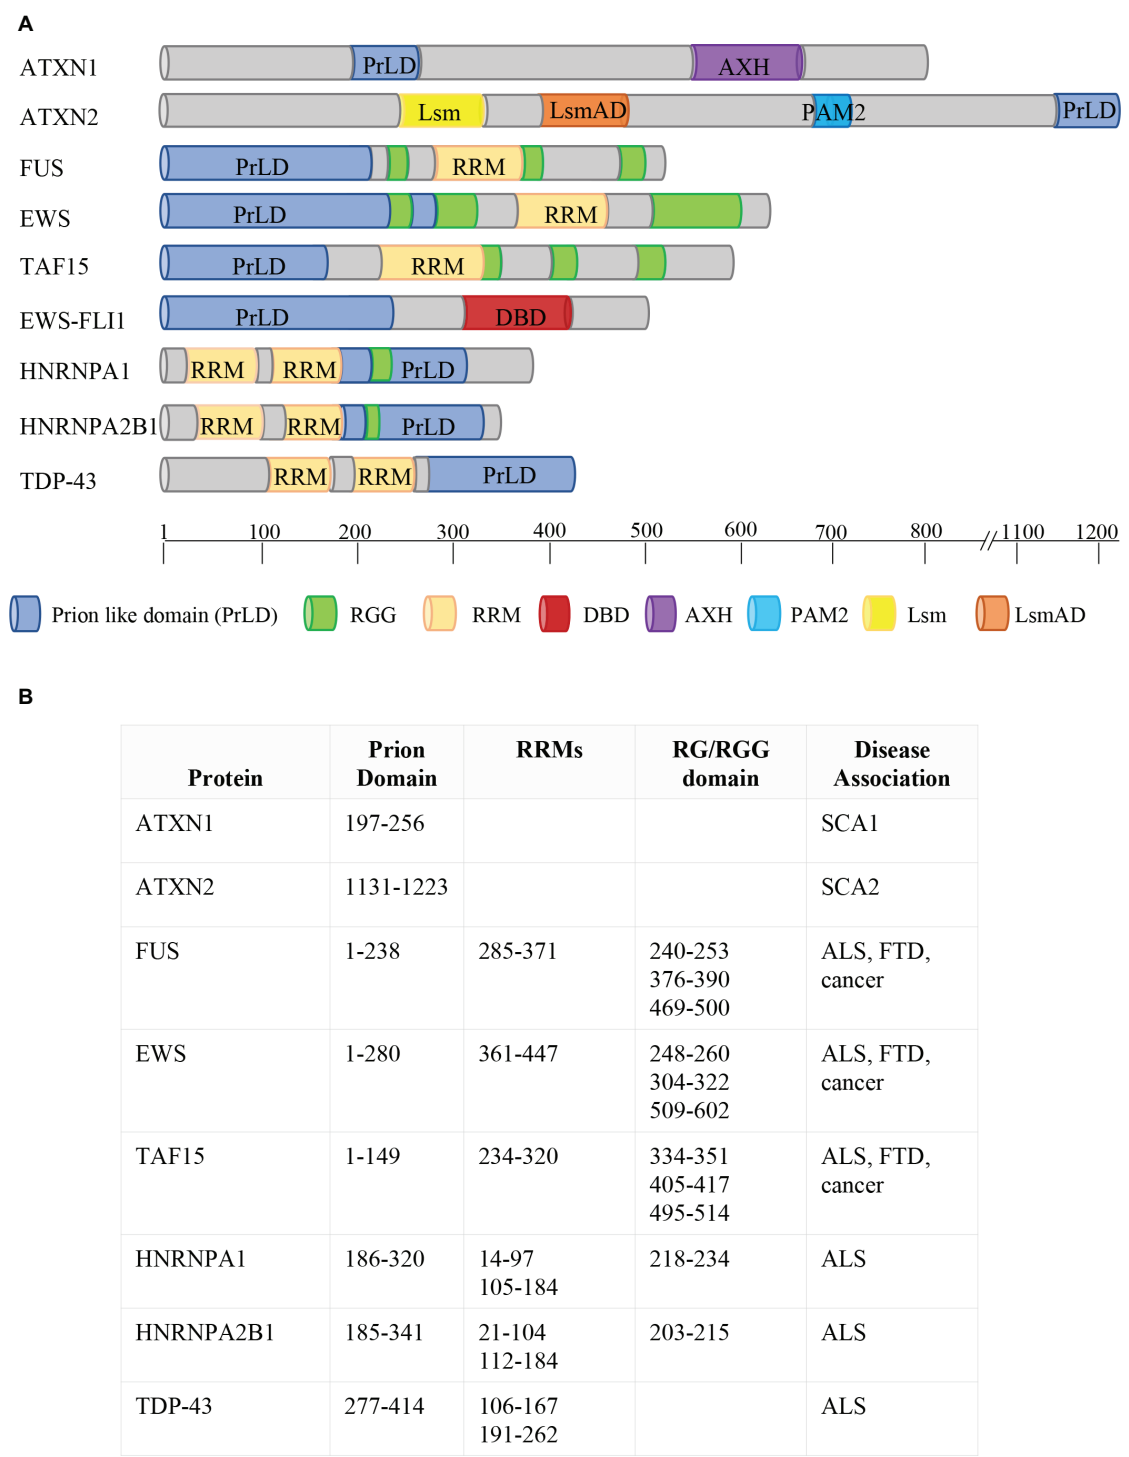 A
ATXN1 PrLD AXH
ATXN2 Lsm LsmAD PAM2 PrLD
FUS PrLD RRM
EWS PrLD RRM
TAF15 PrLD RRM
EWS-FLI1 PrLD DBD
HNRNPA1 RRM RRM PrLD
HNRNPA2B1 RRM RRM PrLD
TDP-43 RRM RRM PrLD
1 100 200 300 400 500 600 700 800 // 1100 1200
Prion like domain (PrLD) RGG RRM DBD AXH PAM2 Lsm LsmAD
B
Protein Prion Domain RRMs RG/RGG domain Disease Association
ATXN1 197-256 SCA1
ATXN2 1131-1223 SCA2
FUS 1-238 285-371 240-253 ALS, FTD,
376-390 cancer
469-500
EWS 1-280 361-447 248-260 ALS, FTD,
304-322 cancer
509-602
TAF15 1-149 234-320 334-351 ALS, FTD,
405-417 cancer
495-514
HNRNPA1 186-320 14-97 218-234 ALS
105-184
HNRNPA2B1 185-341 21-104 203-215 ALS
112-184
TDP-43 277-414 106-167 ALS
191-262